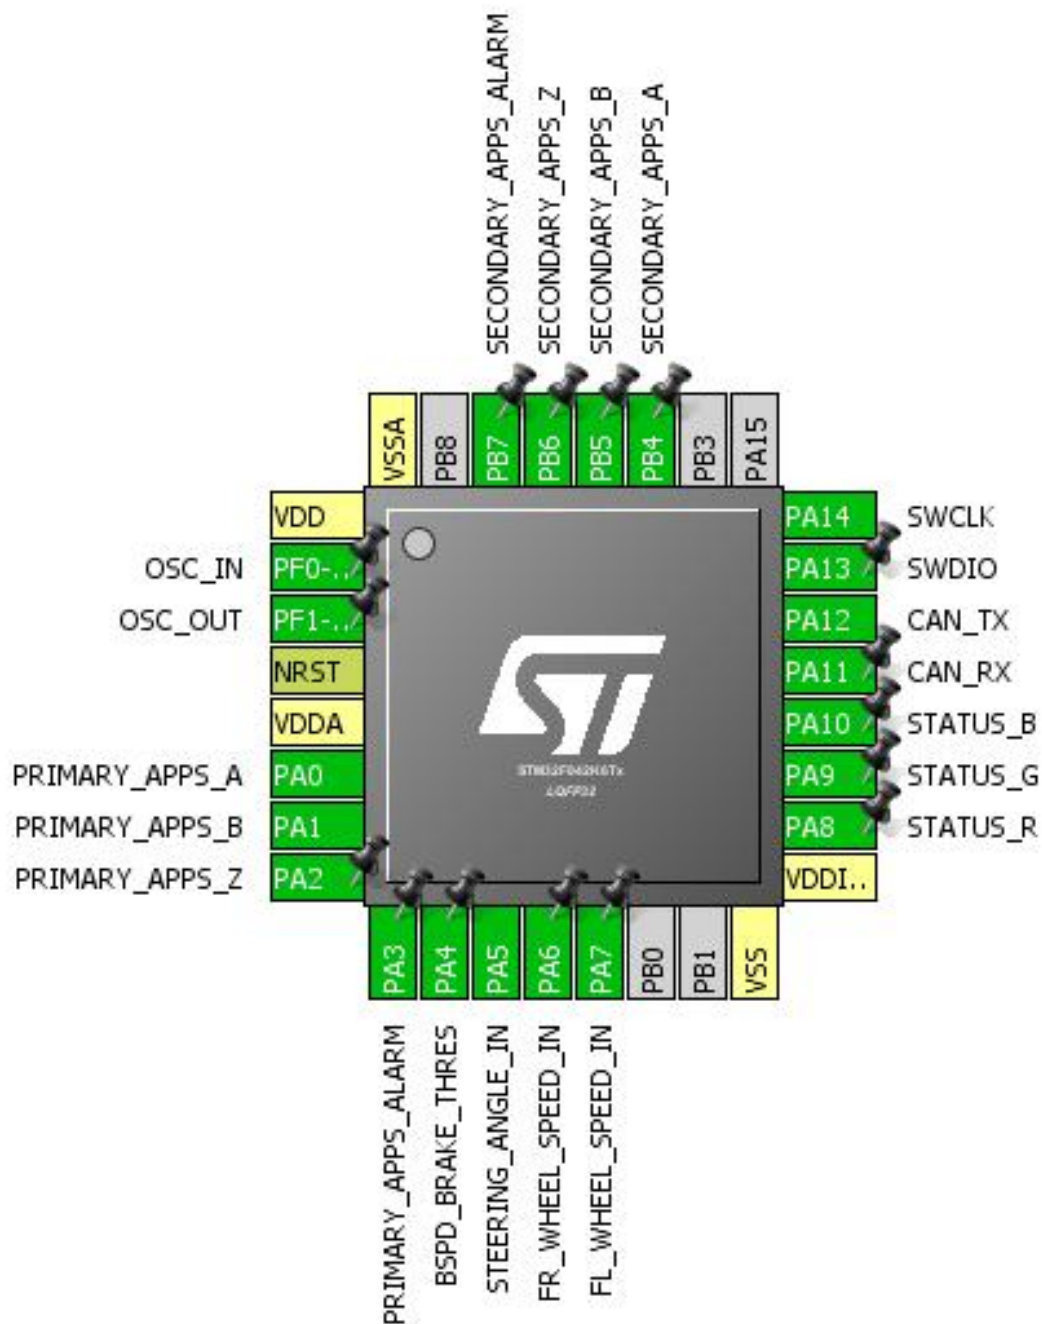 SECONDARY_APPS_ALARM
SECONDARY_APPS_Z
SECONDARY_APPS_B
SECONDARY_APPS_A
VSSA
PB8
PB7
PB6
PB5
PB4
PB3
PA15
VDD
OSC_IN PF0-..
OSC_OUT PF1-..
NRST
VDDA
PRIMARY_APPS_A PA0
PRIMARY_APPS_B PA1
PRIMARY_APPS_Z PA2
STM32F042K6Tx
LQFP32
PA14 SWCLK
PA13 SWDIO
PA12 CAN_TX
PA11 CAN_RX
PA10 STATUS_B
PA9 STATUS_G
PA8 STATUS_R
VDDI..
PA3
PA4
PA5
PA6
PA7
PB0
PB1
VSS
PRIMARY_APPS_ALARM
BSPD_BRAKE_THRES
STEERING_ANGLE_IN
FR_WHEEL_SPEED_IN
FL_WHEEL_SPEED_IN